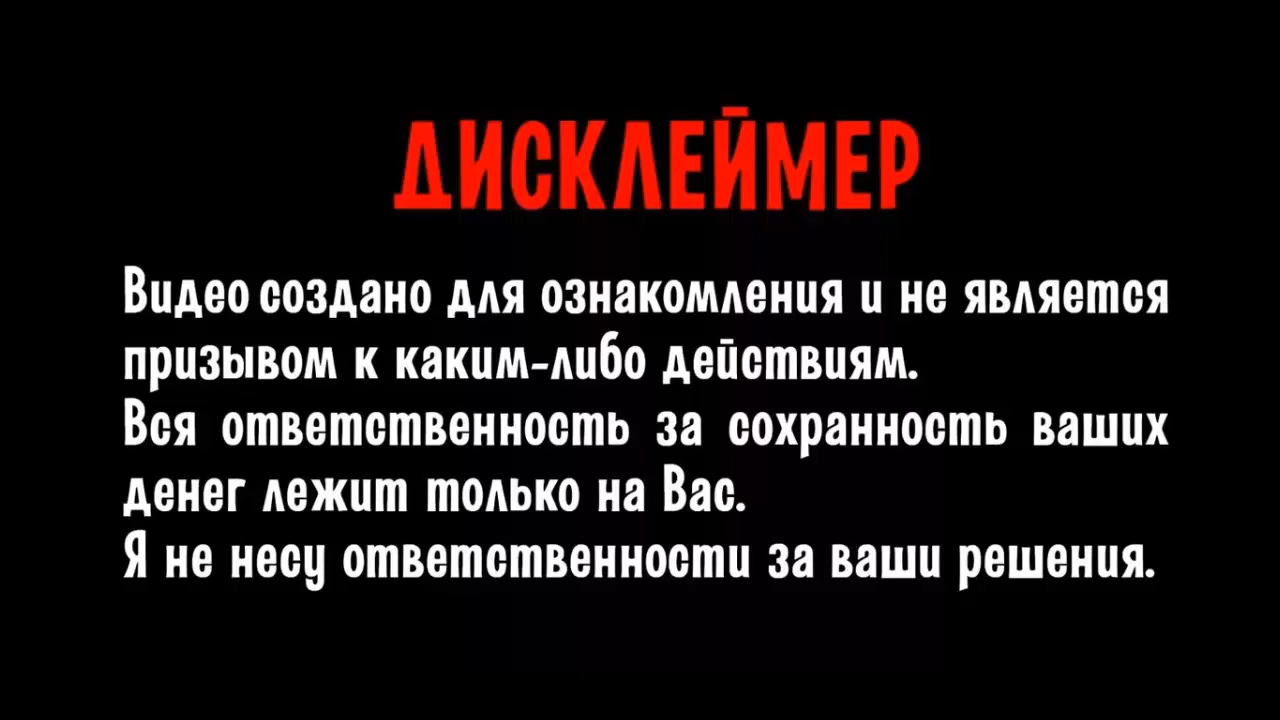 ДИСКЛЕЙМЕР
Видео создано для ознакомления и не является
призывом к каким-либо действиям.
Вся ответственность за сохранность ваших
денег лежит только на Вас.
Я не несу ответственности за ваши решения.